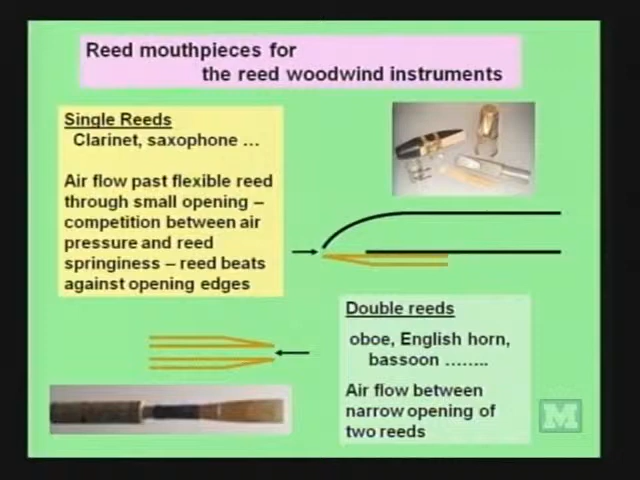 Reed mouthpieces for
the reed woodwind instruments
Single Reeds
Clarinet, saxophone ...
Air flow past flexible reed
through small opening –
competition between air
pressure and reed
springiness – reed beats
against opening edges
Double reeds
oboe, English horn,
bassoon ........
Air flow between
narrow opening of
two reeds
M